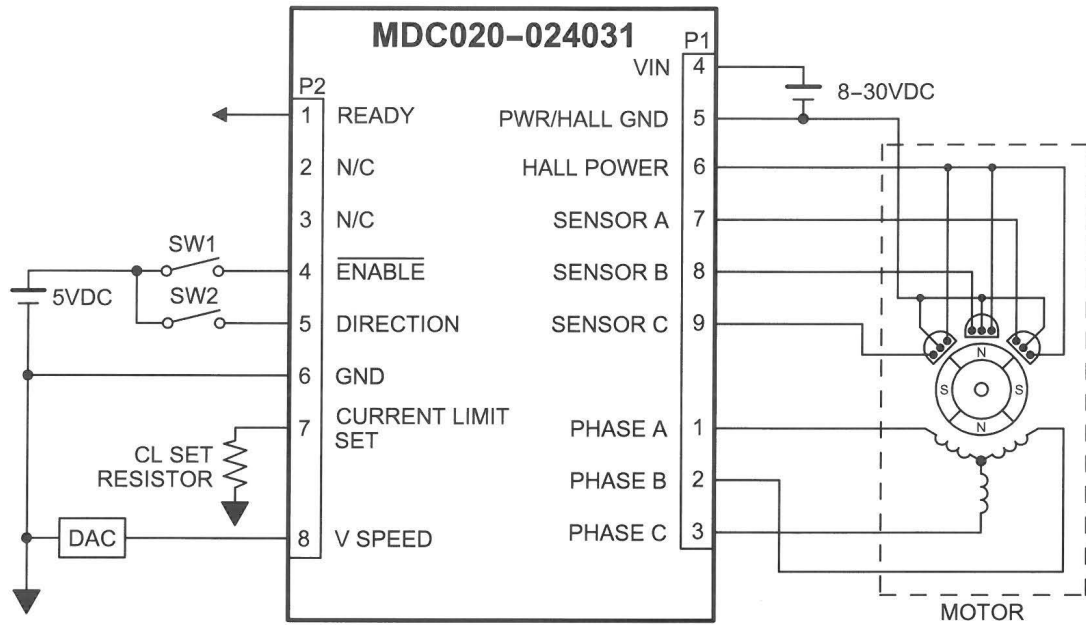 MDC020-024031
P1
P2
VIN 4
8-30VDC
1 READY
PWR/HALL GND 5
2 N/C
HALL POWER 6
3 N/C
SENSOR A 7
SW1
4 ENABLE
SENSOR B 8
5VDC
SW2
5 DIRECTION
SENSOR C 9
6 GND
N
S
S
N
7 CURRENT LIMIT
SET
PHASE A 1
CL SET
RESISTOR
PHASE B 2
DAC
8 V SPEED
PHASE C 3
MOTOR